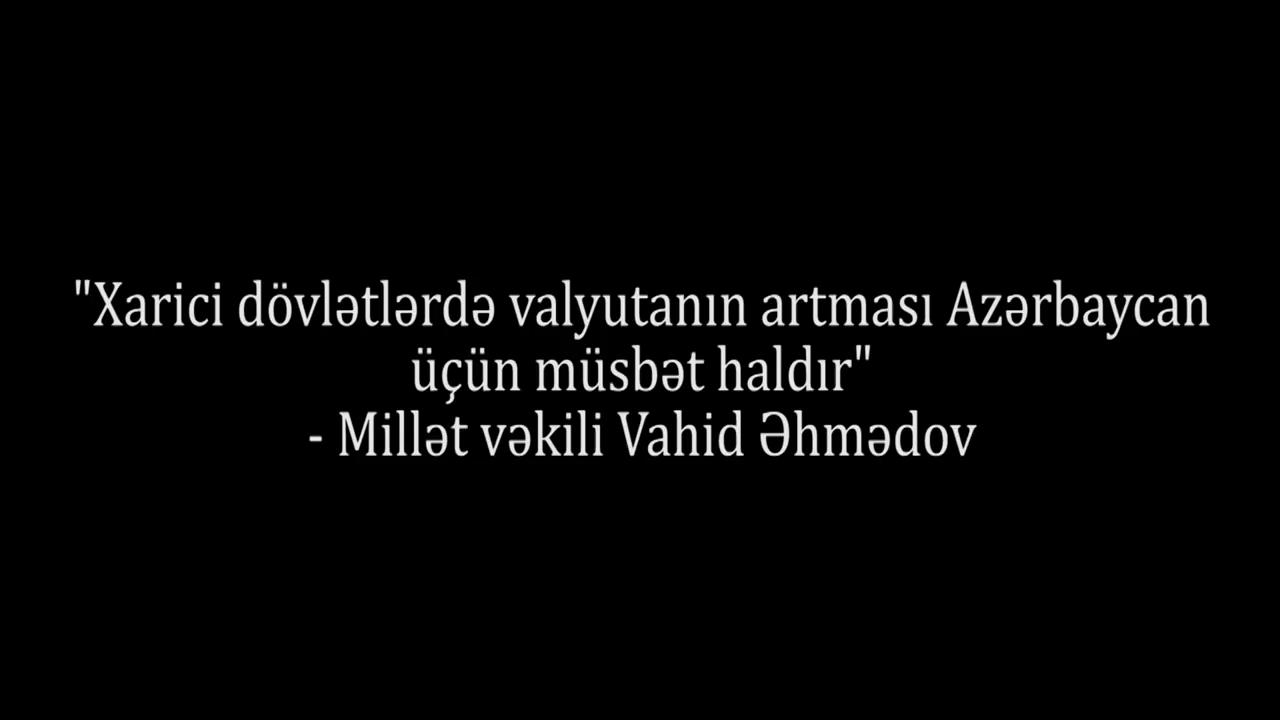 "Xarici dövlətlərdə valyutanın artması Azərbaycan
üçün müsbət haldır"
- Millət vəkili Vahid Əhmədov